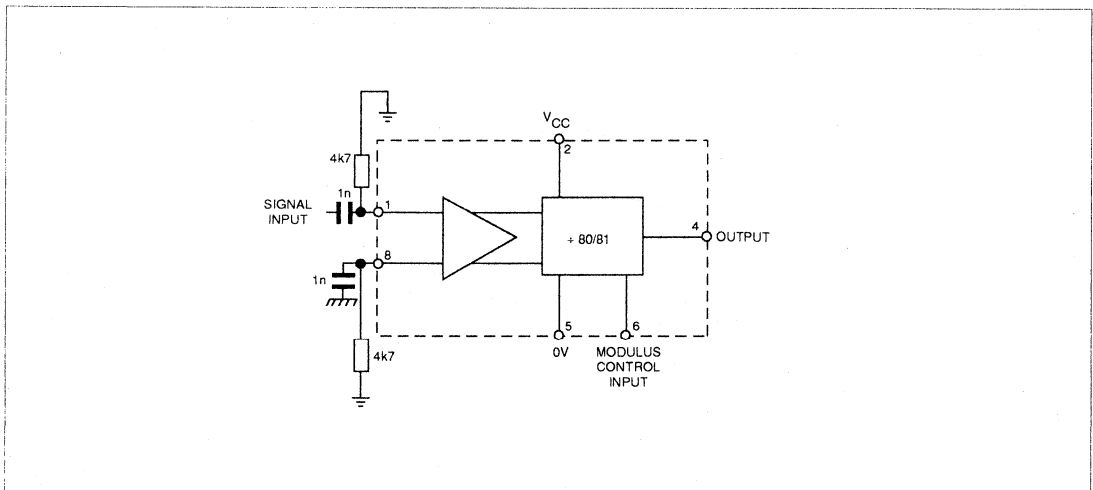 V_CC
2
4k7
1n
SIGNAL
INPUT
1
÷ 80/81
4
OUTPUT
8
1n
5
6
0V
MODULUS
CONTROL
INPUT
4k7